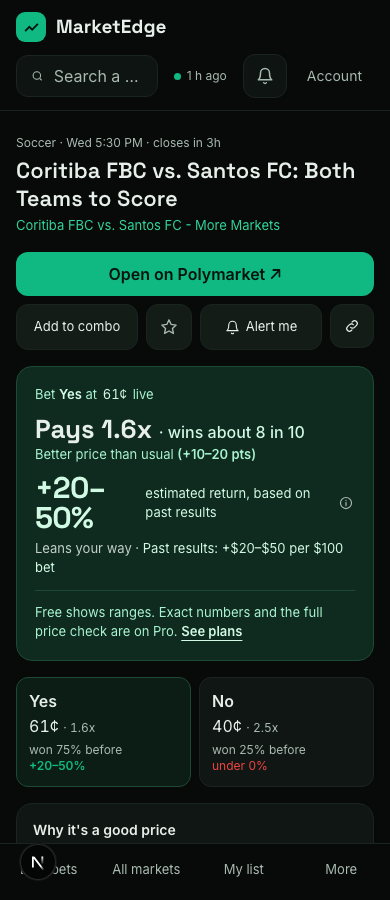 MarketEdge
Search a ...
1 h ago
Account
Soccer · Wed 5:30 PM · closes in 3h
Coritiba FBC vs. Santos FC: Both
Teams to Score
Coritiba FBC vs. Santos FC - More Markets
Open on Polymarket ↗
Add to combo
Alert me
Bet Yes at 61¢ live
Pays 1.6x · wins about 8 in 10
Better price than usual (+10–20 pts)
+20–
50%
estimated return, based on
past results
Leans your way · Past results: +$20–$50 per $100
bet
Free shows ranges. Exact numbers and the full
price check are on Pro. See plans
Yes
61¢ · 1.6x
won 75% before
+20–50%
No
40¢ · 2.5x
won 25% before
under 0%
Why it's a good price
N
bets
All markets
My list
More